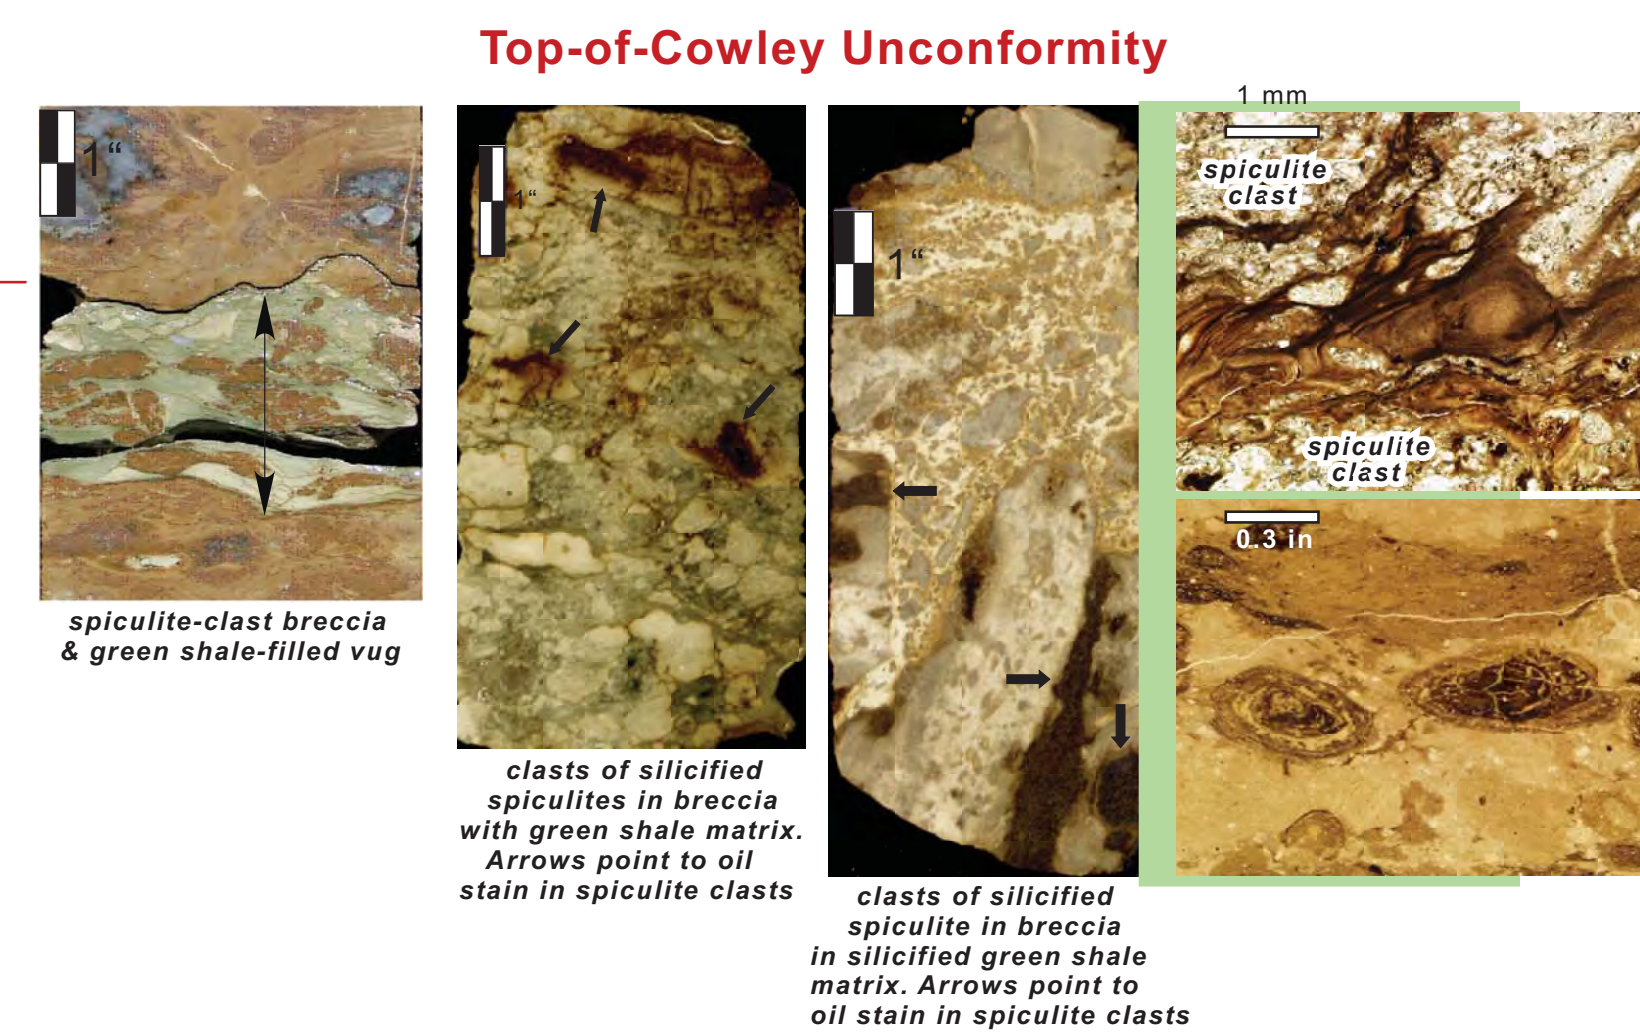 Top-of-Cowley Unconformity
1“
spiculite-clast breccia
& green shale-filled vug
1“
clasts of silicified
spiculites in breccia
with green shale matrix.
Arrows point to oil
stain in spiculite clasts
1“
clasts of silicified
spiculite in breccia
in silicified green shale
matrix. Arrows point to
oil stain in spiculite clasts
1 mm
spiculite
clast
spiculite
clast
0.3 in